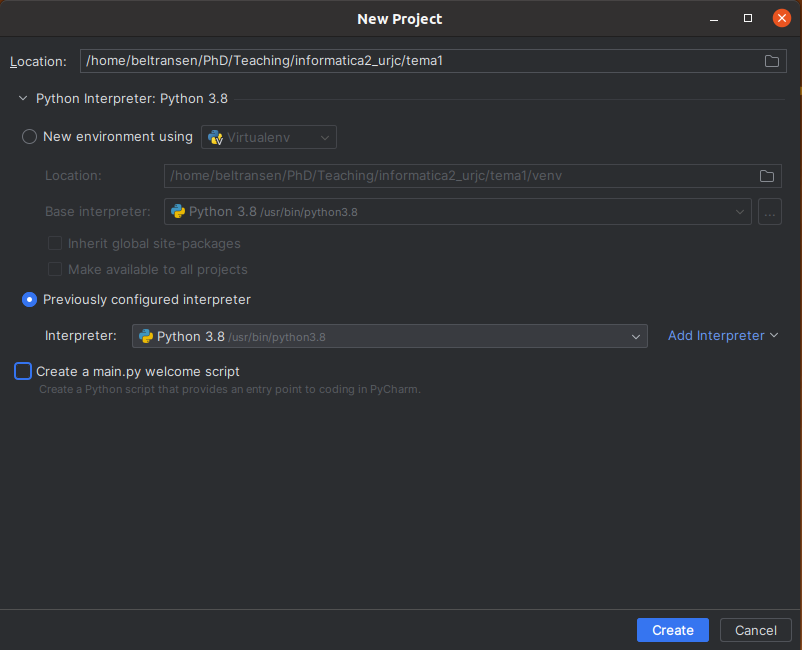 New Project
Location: /home/beltransen/PhD/Teaching/informatica2_urjc/tema1
Python Interpreter: Python 3.8
New environment using Virtualenv
Location: /home/beltransen/PhD/Teaching/informatica2_urjc/tema1/venv
Base interpreter: Python 3.8 /usr/bin/python3.8 ...
Inherit global site-packages
Make available to all projects
Previously configured interpreter
Interpreter: Python 3.8 /usr/bin/python3.8 Add Interpreter
Create a main.py welcome script
Create a Python script that provides an entry point to coding in PyCharm.
Create Cancel